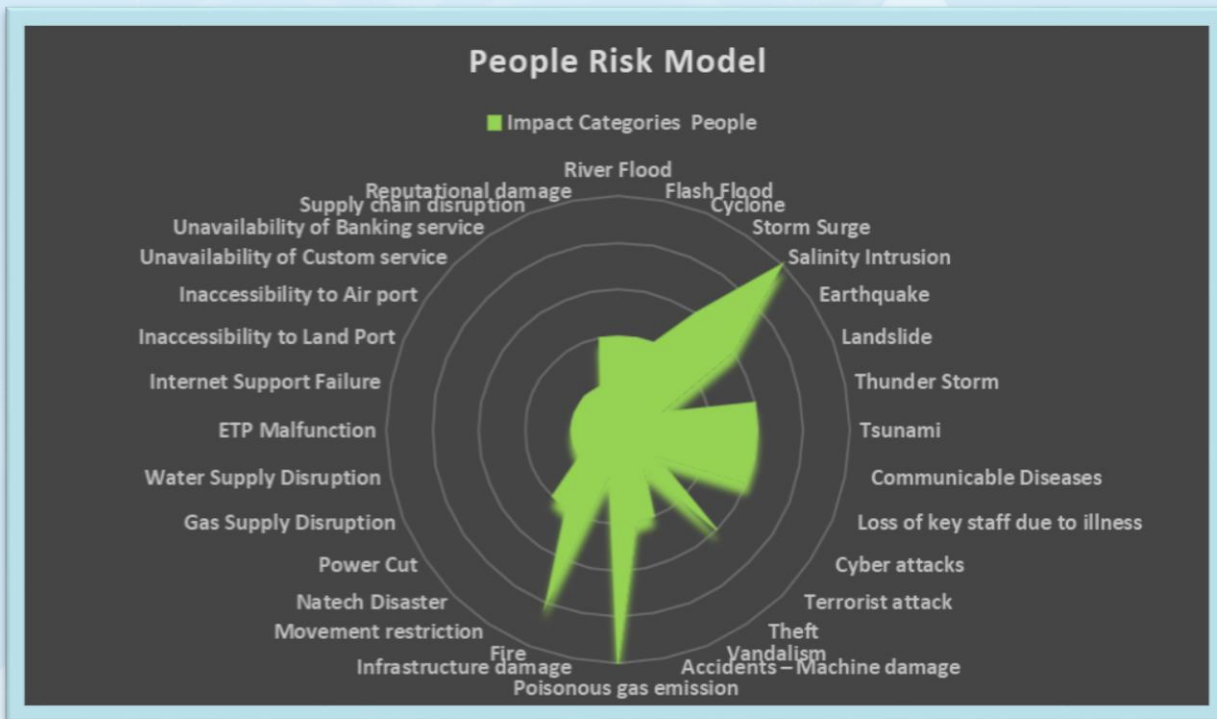 People Risk Model
Impact Categories People
River Flood
Flash Flood
Cyclone
Storm Surge
Salinity Intrusion
Earthquake
Landslide
Thunder Storm
Tsunami
Communicable Diseases
Loss of key staff due to illness
Cyber attacks
Terrorist attack
Theft
Vandalism
Accidents – Machine damage
Poisonous gas emission
Infrastructure damage
Fire
Movement restriction
Natech Disaster
Power Cut
Gas Supply Disruption
Water Supply Disruption
ETP Malfunction
Internet Support Failure
Inaccessibility to Land Port
Inaccessibility to Air port
Unavailability of Custom service
Unavailability of Banking service
Supply chain disruption
Reputational damage